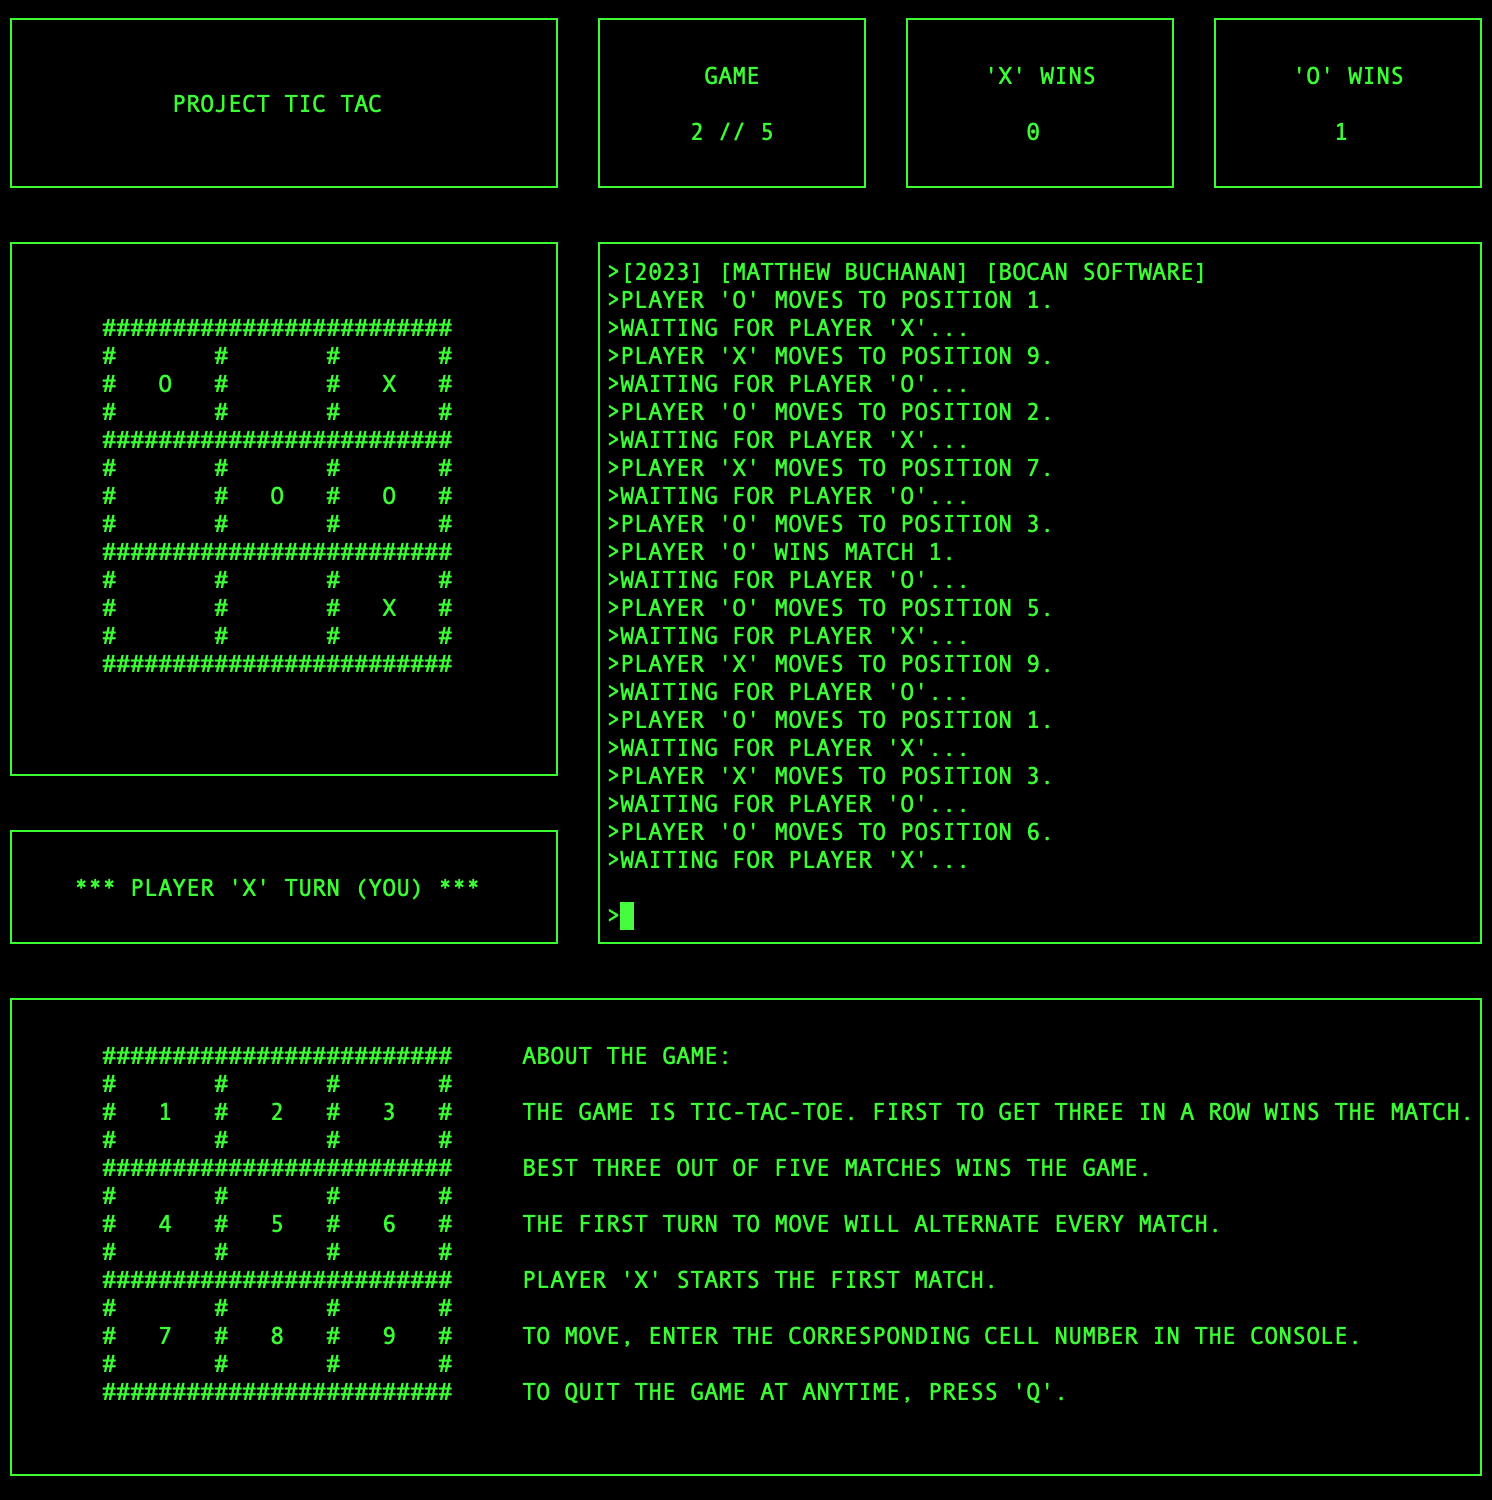 PROJECT TIC TAC
GAME
2 // 5
'X' WINS
0
'O' WINS
1
#########################
#       #       #       #
#   O   #       #   X   #
#       #       #       #
#########################
#       #       #       #
#       #   O   #   O   #
#       #       #       #
#########################
#       #       #       #
#       #       #   X   #
#       #       #       #
#########################
*** PLAYER 'X' TURN (YOU) ***
>[2023] [MATTHEW BUCHANAN] [BOCAN SOFTWARE]
>PLAYER 'O' MOVES TO POSITION 1.
>WAITING FOR PLAYER 'X'...
>PLAYER 'X' MOVES TO POSITION 9.
>WAITING FOR PLAYER 'O'...
>PLAYER 'O' MOVES TO POSITION 2.
>WAITING FOR PLAYER 'X'...
>PLAYER 'X' MOVES TO POSITION 7.
>WAITING FOR PLAYER 'O'...
>PLAYER 'O' MOVES TO POSITION 3.
>PLAYER 'O' WINS MATCH 1.
>WAITING FOR PLAYER 'O'...
>PLAYER 'O' MOVES TO POSITION 5.
>WAITING FOR PLAYER 'X'...
>PLAYER 'X' MOVES TO POSITION 9.
>WAITING FOR PLAYER 'O'...
>PLAYER 'O' MOVES TO POSITION 1.
>WAITING FOR PLAYER 'X'...
>PLAYER 'X' MOVES TO POSITION 3.
>WAITING FOR PLAYER 'O'...
>PLAYER 'O' MOVES TO POSITION 6.
>WAITING FOR PLAYER 'X'...
>
#########################
#       #       #       #
#   1   #   2   #   3   #
#       #       #       #
#########################
#       #       #       #
#   4   #   5   #   6   #
#       #       #       #
#########################
#       #       #       #
#   7   #   8   #   9   #
#       #       #       #
#########################
ABOUT THE GAME:
THE GAME IS TIC-TAC-TOE. FIRST TO GET THREE IN A ROW WINS THE MATCH.
BEST THREE OUT OF FIVE MATCHES WINS THE GAME.
THE FIRST TURN TO MOVE WILL ALTERNATE EVERY MATCH.
PLAYER 'X' STARTS THE FIRST MATCH.
TO MOVE, ENTER THE CORRESPONDING CELL NUMBER IN THE CONSOLE.
TO QUIT THE GAME AT ANYTIME, PRESS 'Q'.